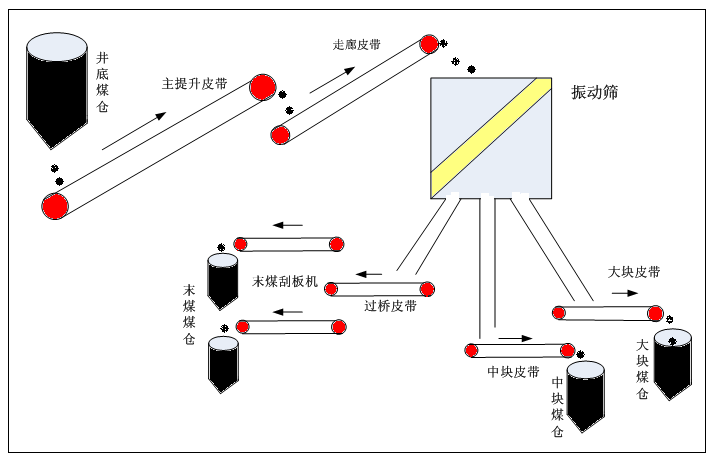 井底煤仓
主提升皮带
走廊皮带
振动筛
末煤刮板机
末煤煤仓
过桥皮带
大块皮带
中块皮带
大块煤仓
中块煤仓